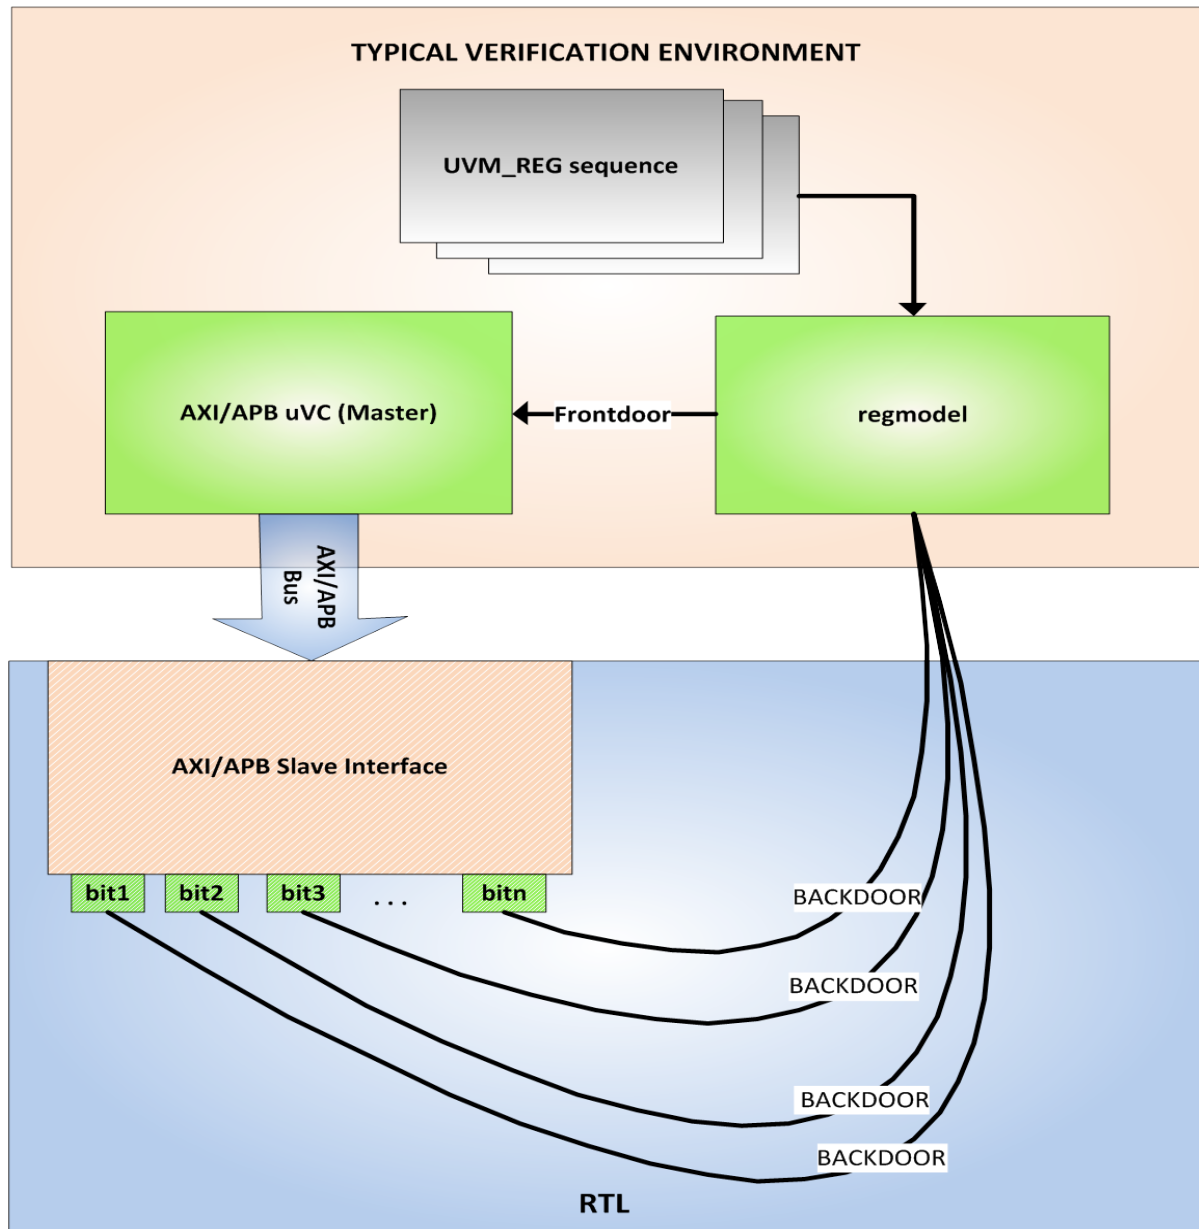 TYPICAL VERIFICATION ENVIRONMENT
UVM_REG sequence
AXI/APB uVC (Master)
Frontdoor
regmodel
AXI/APB
Bus
AXI/APB Slave Interface
bit1
bit2
bit3
. . .
bitn
BACKDOOR
BACKDOOR
BACKDOOR
BACKDOOR
RTL